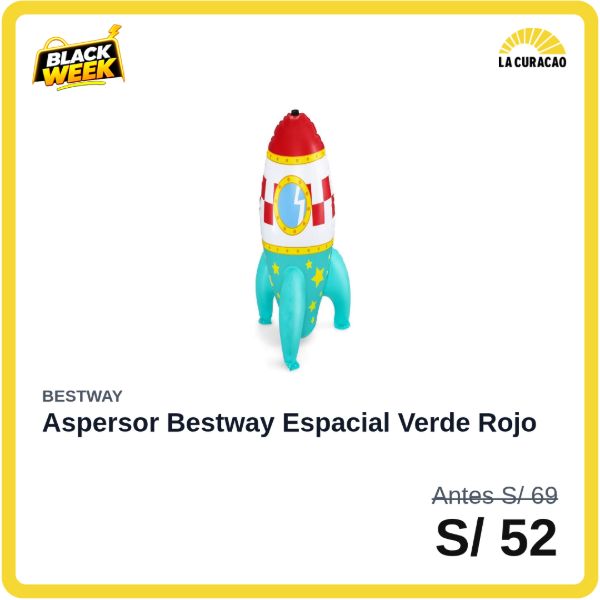 BLACK
WEEK
LA CURACAO
BESTWAY
Aspersor Bestway Espacial Verde Rojo
Antes S/ 69
S/ 52